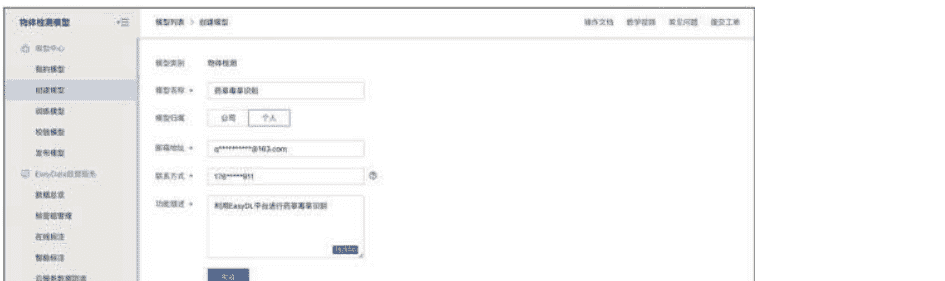 物体检测模型
模型列表 > 创建模型
操作文档 教学视频 常见问题 提交工单
模型中心
我的模型
创建模型
训练模型
校验模型
发布模型
EasyData数据服务
数据总览
标签组管理
在线标注
智能标注
云服务数据回流
模型类别 物体检测
模型名称 * 药草毒草识别
模型归属 公司 个人
邮箱地址 * q**********@163.com
联系方式 * 176*****911
功能描述 * 利用EasyDL平台进行药草毒草识别